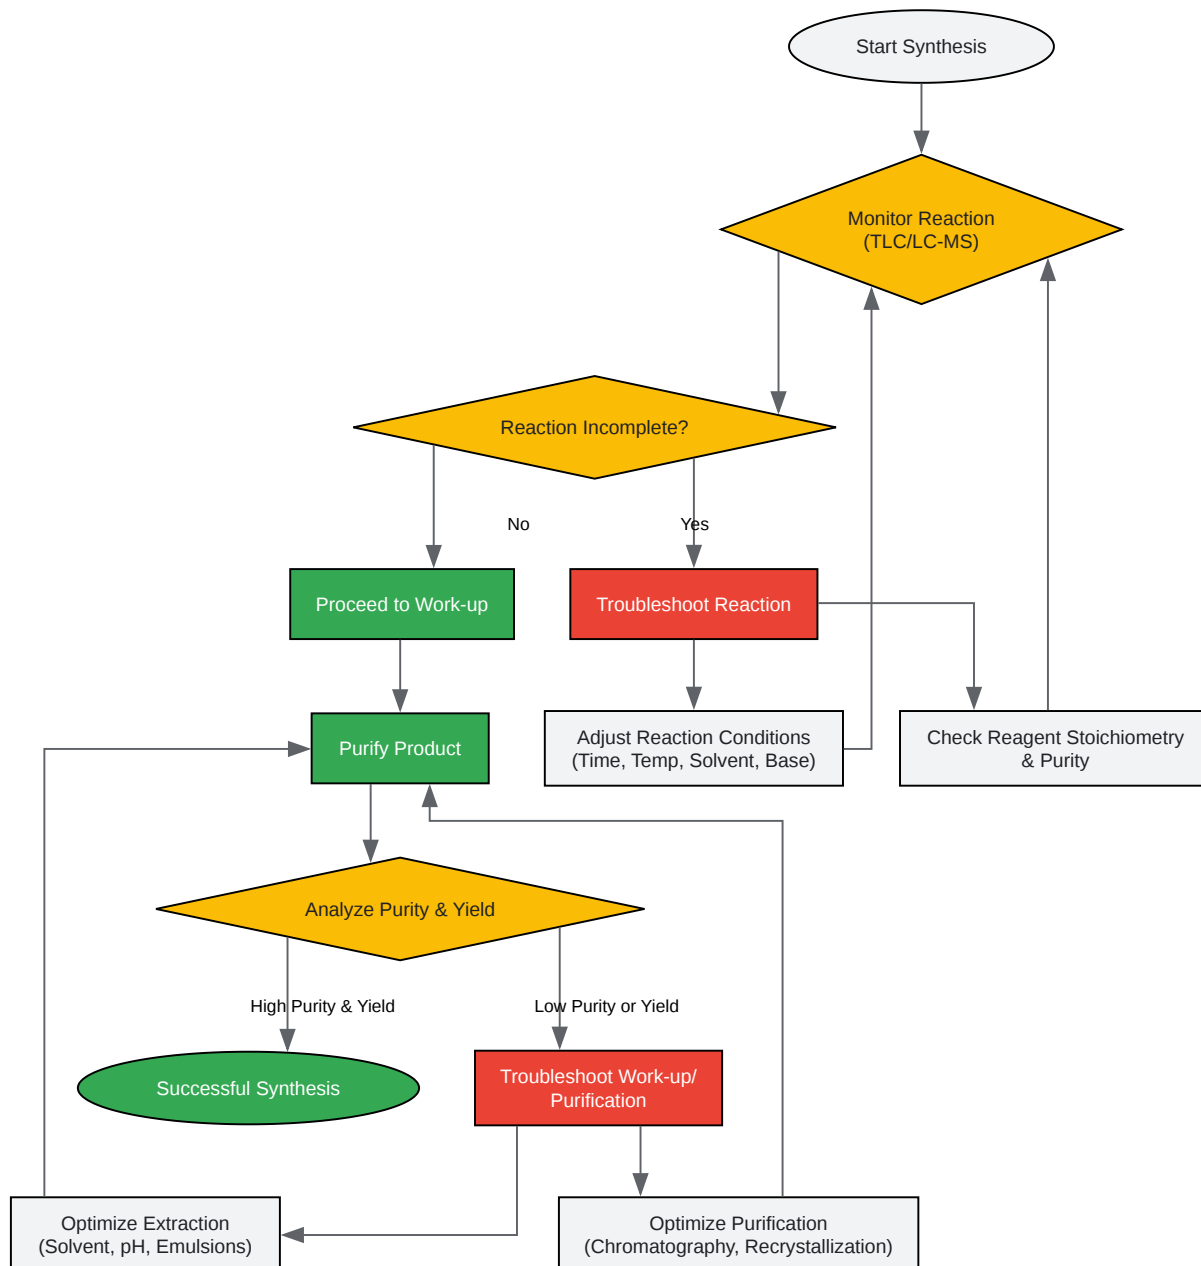 Start Synthesis
Monitor Reaction
(TLC/LC-MS)
Reaction Incomplete?
No
Yes
Proceed to Work-up
Troubleshoot Reaction
Purify Product
Adjust Reaction Conditions
(Time, Temp, Solvent, Base)
Check Reagent Stoichiometry
& Purity
Analyze Purity & Yield
High Purity & Yield
Low Purity or Yield
Successful Synthesis
Troubleshoot Work-up/
Purification
Optimize Extraction
(Solvent, pH, Emulsions)
Optimize Purification
(Chromatography, Recrystallization)